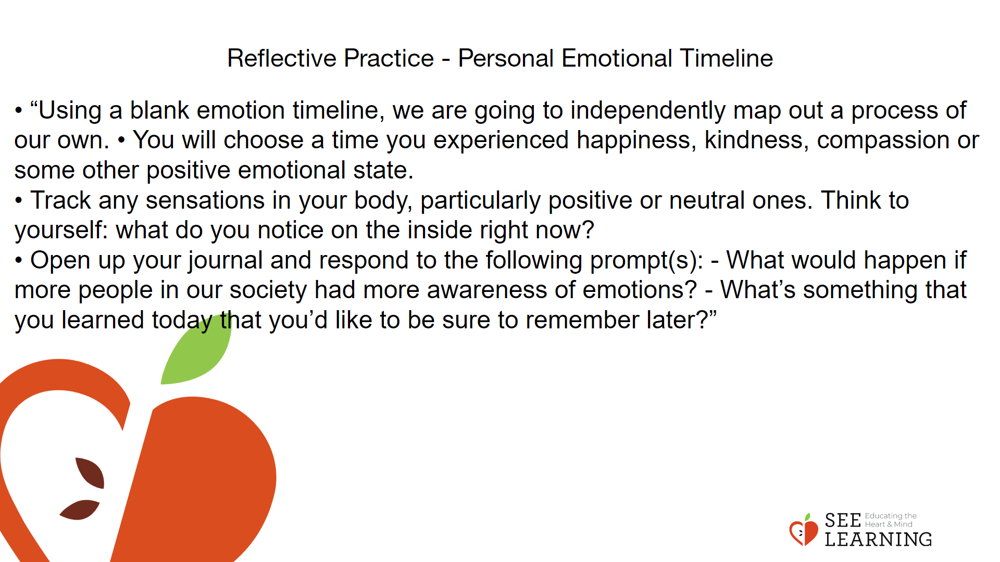 Reflective Practice - Personal Emotional Timeline
• “Using a blank emotion timeline, we are going to independently map out a process of
our own. • You will choose a time you experienced happiness, kindness, compassion or
some other positive emotional state.
• Track any sensations in your body, particularly positive or neutral ones. Think to
yourself: what do you notice on the inside right now?
• Open up your journal and respond to the following prompt(s): - What would happen if
more people in our society had more awareness of emotions? - What’s something that
you learned today that you’d like to be sure to remember later?”
SEE Educating the
Heart & Mind
LEARNING